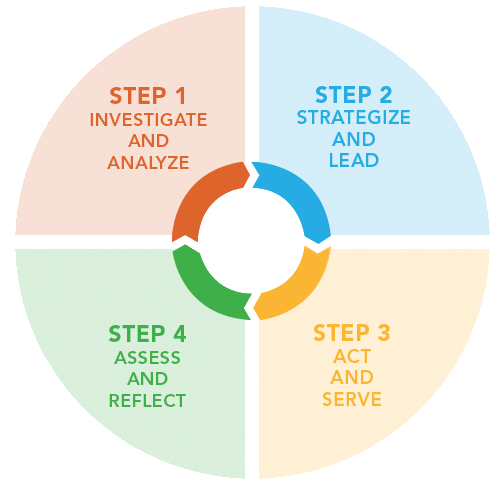 STEP 1
INVESTIGATE
AND
ANALYZE
STEP 2
STRATEGIZE
AND
LEAD
STEP 3
ACT
AND
SERVE
STEP 4
ASSESS
AND
REFLECT